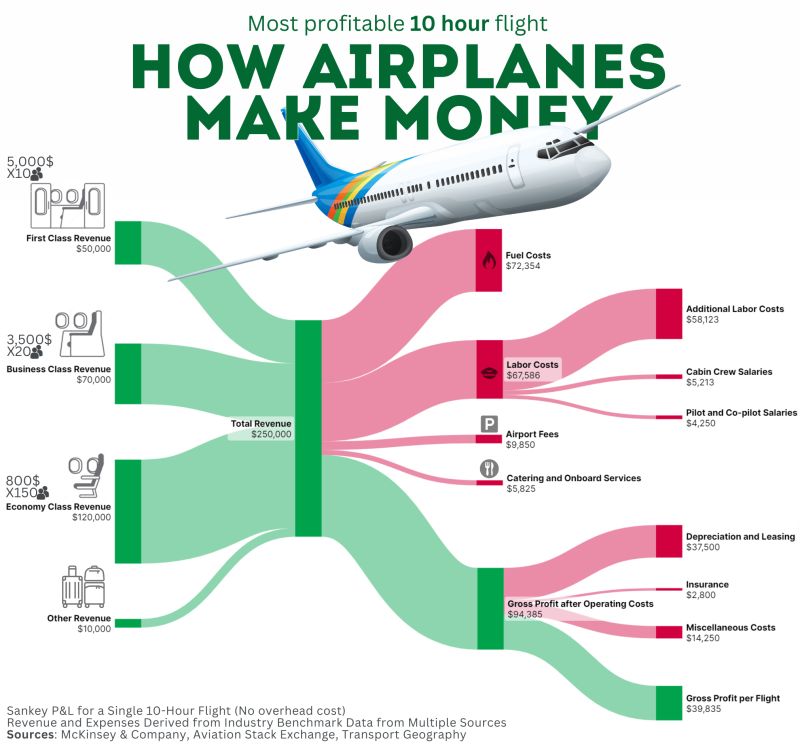 Most profitable 10 hour flight
HOW AIRPLANES
MAKE MONEY
5,000$
X10
First Class Revenue
$50,000
3,500$
X20
Business Class Revenue
$70,000
800$
X150
Economy Class Revenue
$120,000
Other Revenue
$10,000
Total Revenue
$250,000
Fuel Costs
$72,354
Labor Costs
$67,586
P
Airport Fees
$9,850
Catering and Onboard Services
$5,825
Gross Profit after Operating Costs
$94,385
Additional Labor Costs
$58,123
Cabin Crew Salaries
$5,213
Pilot and Co-pilot Salaries
$4,250
Depreciation and Leasing
$37,500
Insurance
$2,800
Miscellaneous Costs
$14,250
Gross Profit per Flight
$39,835
Sankey P&L for a Single 10-Hour Flight (No overhead cost)
Revenue and Expenses Derived from Industry Benchmark Data from Multiple Sources
Sources: McKinsey & Company, Aviation Stack Exchange, Transport Geography